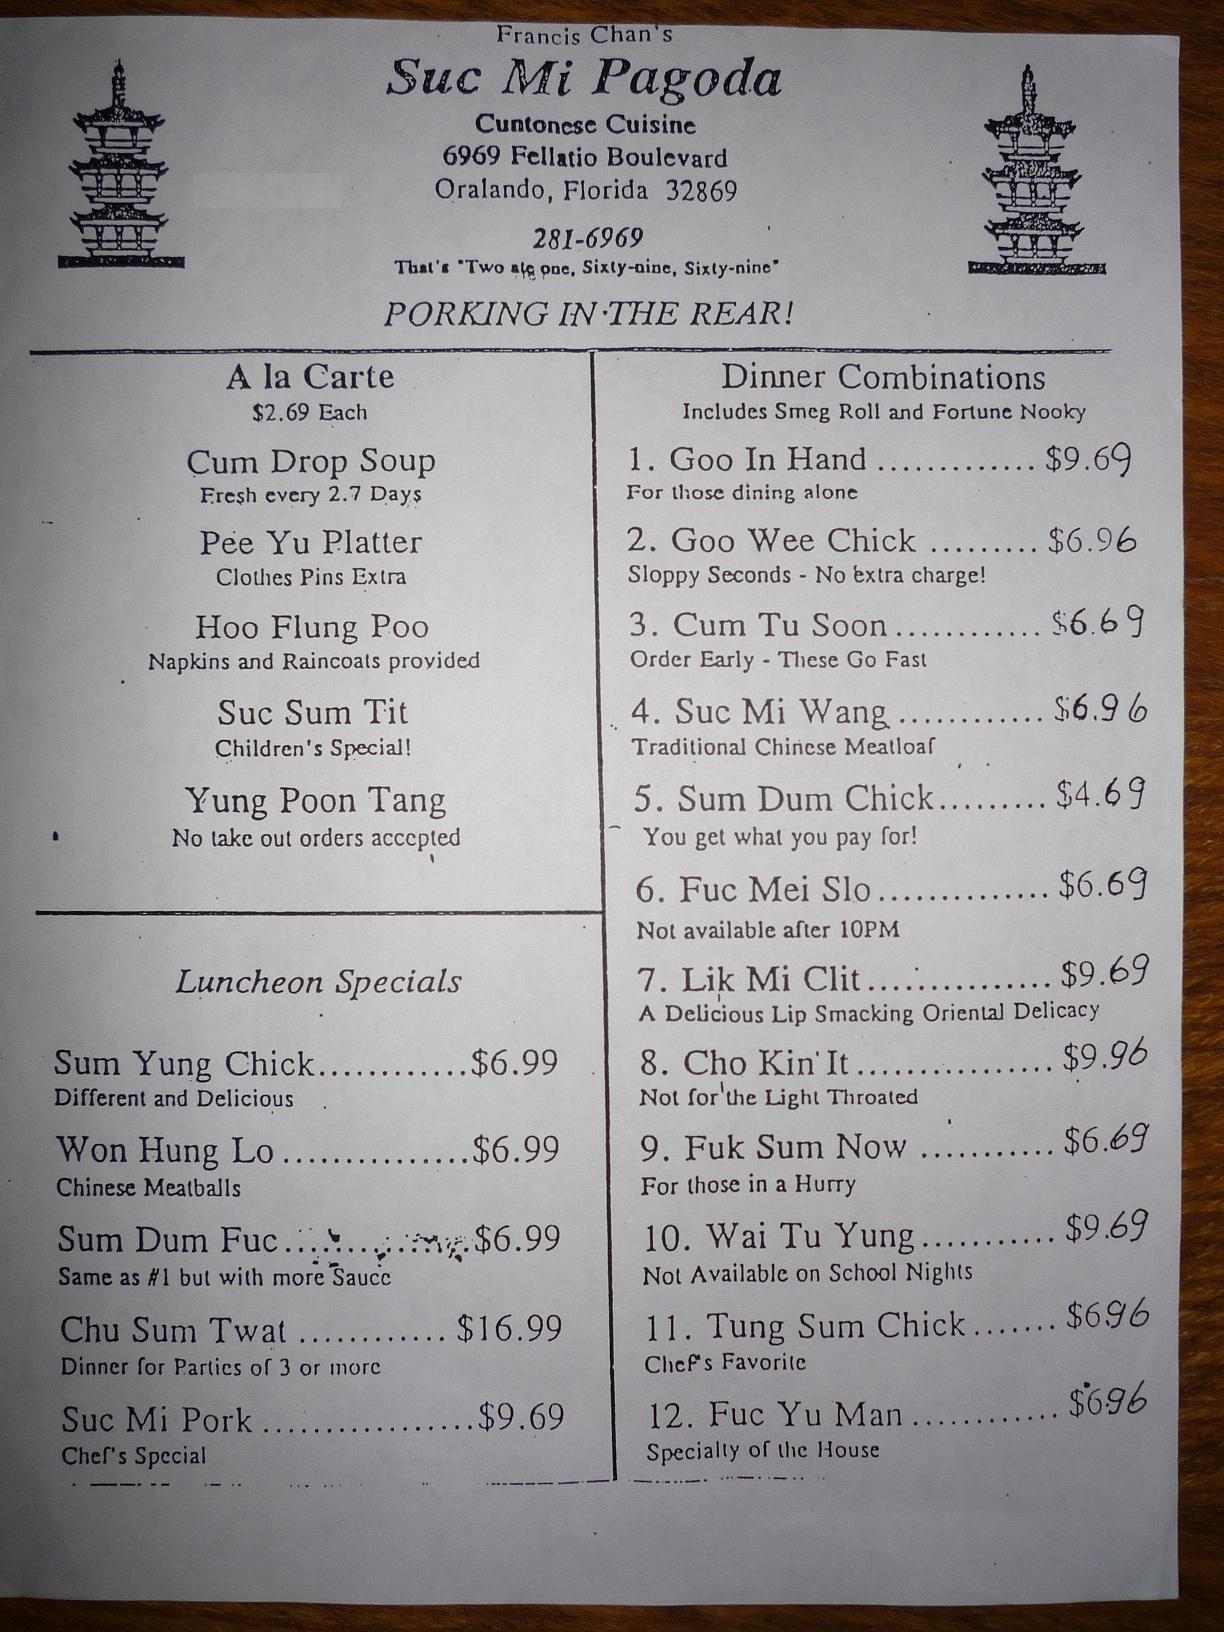 Francis Chan's
Suc Mi Pagoda
Cuntonese Cuisine
6969 Fellatio Boulevard
Oralando, Florida 32869
281-6969
That's "Two ate one, Sixty-nine, Sixty-nine"
PORKING IN THE REAR!
A la Carte
$2.69 Each
Cum Drop Soup
Fresh every 2.7 Days
Pee Yu Platter
Clothes Pins Extra
Hoo Flung Poo
Napkins and Raincoats provided
Suc Sum Tit
Children's Special!
Yung Poon Tang
No take out orders accepted
Luncheon Specials
Sum Yung Chick............$6.99
Different and Delicious
Won Hung Lo ................$6.99
Chinese Meatballs
Sum Dum Fuc................$6.99
Same as #1 but with more Sauce
Chu Sum Twat ............ $16.99
Dinner for Parties of 3 or more
Suc Mi Pork ..................$9.69
Chef's Special
Dinner Combinations
Includes Smeg Roll and Fortune Nooky
1. Goo In Hand ............. $9.69
For those dining alone
2. Goo Wee Chick ......... $6.96
Sloppy Seconds - No extra charge!
3. Cum Tu Soon ............ $6.69
Order Early - These Go Fast
4. Suc Mi Wang ............ $6.96
Traditional Chinese Meatloaf
5. Sum Dum Chick......... $4.69
You get what you pay for!
6. Fuc Mei Slo .............. $6.69
Not available after 10PM
7. Lik Mi Clit................ $9.69
A Delicious Lip Smacking Oriental Delicacy
8. Cho Kin' It ................. $9.96
Not for the Light Throated
9. Fuk Sum Now ........... $6.69
For those in a Hurry
10. Wai Tu Yung........... $9.69
Not Available on School Nights
11. Tung Sum Chick....... $6.96
Chef's Favorite
12. Fuc Yu Man ............ $6.96
Specialty of the House